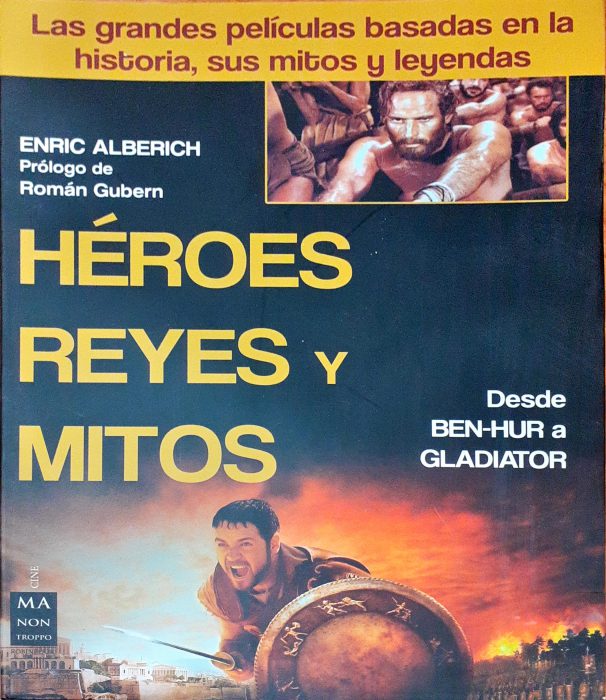 Las grandes películas basadas en la
historia, sus mitos y leyendas
ENRIC ALBERICH
Prólogo de
Román Gubern
HÉROES
REYES Y
MITOS
Desde
BEN-HUR a
GLADIATOR
CINE
MA
NON
TROPPO